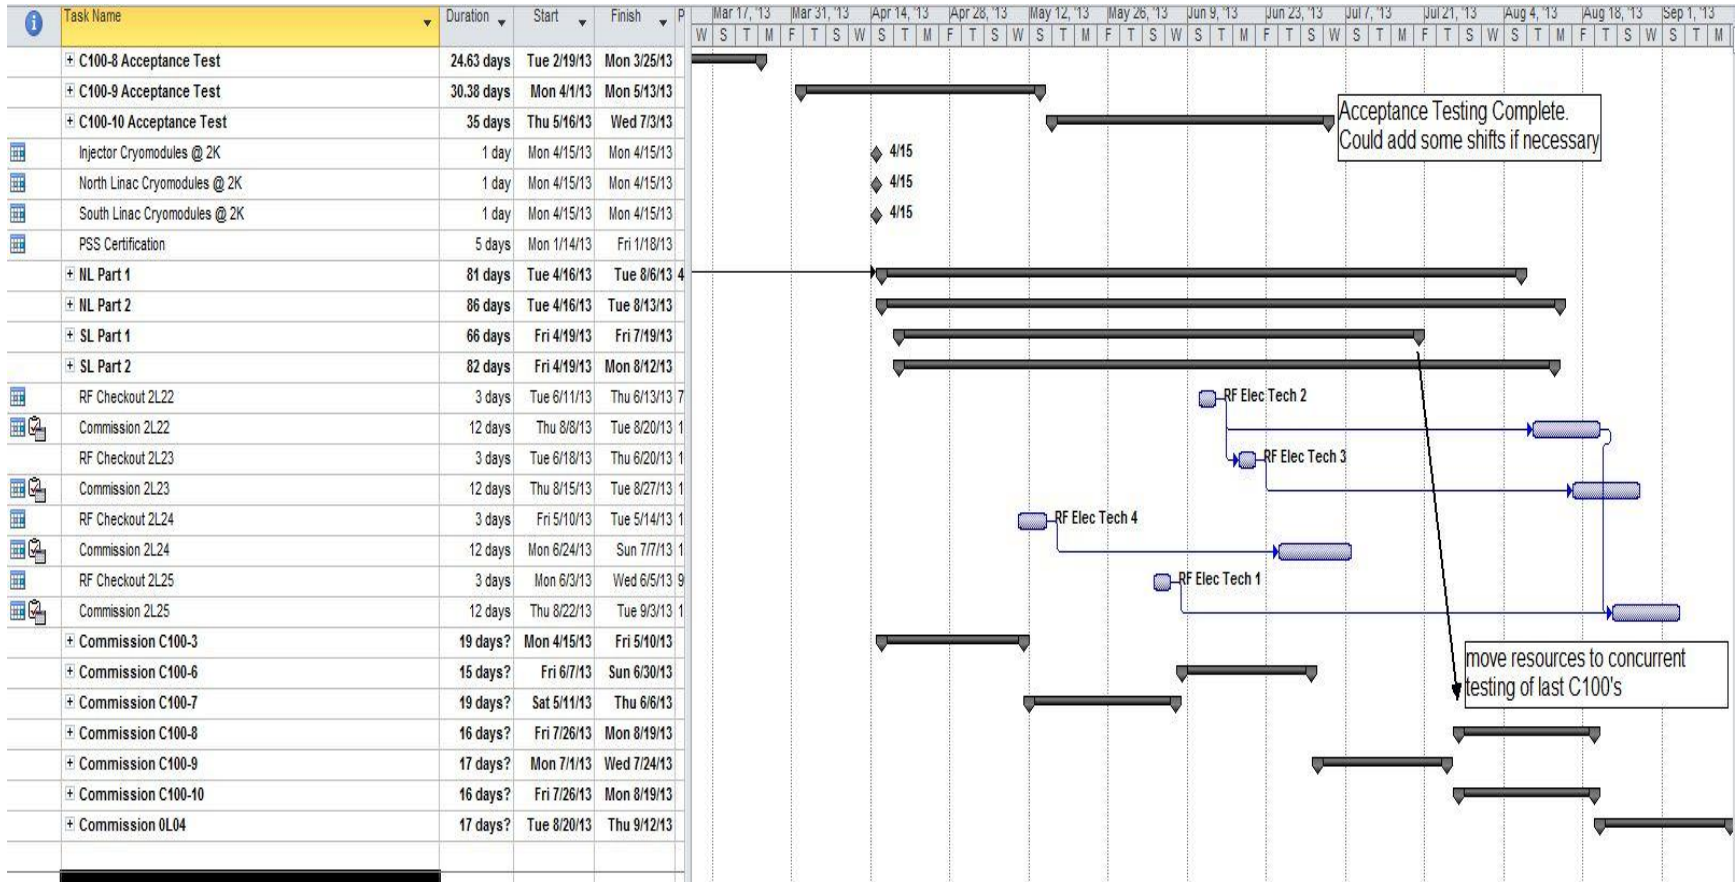 Task Name Duration Start Finish P Mar 17, '13 Mar 31, '13 Apr 14, '13 Apr 28, '13 May 12, '13 May 26, '13 Jun 9, '13 Jun 23, '13 Jul 7, '13 Jul 21, '13 Aug 4, '13 Aug 18, '13 Sep 1, '13
W S T M F T S W S T M F T S W S T M F T S W S T M F T S W S T M F T S W S T M F T S W S T M
+ C100-8 Acceptance Test 24.63 days Tue 2/19/13 Mon 3/25/13
+ C100-9 Acceptance Test 30.38 days Mon 4/1/13 Mon 5/13/13
+ C100-10 Acceptance Test 35 days Thu 5/16/13 Wed 7/3/13
Acceptance Testing Complete.
Could add some shifts if necessary
Injector Cryomodules @ 2K 1 day Mon 4/15/13 Mon 4/15/13 4/15
North Linac Cryomodules @ 2K 1 day Mon 4/15/13 Mon 4/15/13 4/15
South Linac Cryomodules @ 2K 1 day Mon 4/15/13 Mon 4/15/13 4/15
PSS Certification 5 days Mon 1/14/13 Fri 1/18/13
+ NL Part 1 81 days Tue 4/16/13 Tue 8/6/13 4
+ NL Part 2 86 days Tue 4/16/13 Tue 8/13/13
+ SL Part 1 66 days Fri 4/19/13 Fri 7/19/13
+ SL Part 2 82 days Fri 4/19/13 Mon 8/12/13
RF Checkout 2L22 3 days Tue 6/11/13 Thu 6/13/13 7 RF Elec Tech 2
Commission 2L22 12 days Thu 8/8/13 Tue 8/20/13 1
RF Checkout 2L23 3 days Tue 6/18/13 Thu 6/20/13 1 RF Elec Tech 3
Commission 2L23 12 days Thu 8/15/13 Tue 8/27/13 1
RF Checkout 2L24 3 days Fri 5/10/13 Tue 5/14/13 1 RF Elec Tech 4
Commission 2L24 12 days Mon 6/24/13 Sun 7/7/13 1
RF Checkout 2L25 3 days Mon 6/3/13 Wed 6/5/13 9 RF Elec Tech 1
Commission 2L25 12 days Thu 8/22/13 Tue 9/3/13 1
+ Commission C100-3 19 days? Mon 4/15/13 Fri 5/10/13
+ Commission C100-6 15 days? Fri 6/7/13 Sun 6/30/13
move resources to concurrent
testing of last C100's
+ Commission C100-7 19 days? Sat 5/11/13 Thu 6/6/13
+ Commission C100-8 16 days? Fri 7/26/13 Mon 8/19/13
+ Commission C100-9 17 days? Mon 7/1/13 Wed 7/24/13
+ Commission C100-10 16 days? Fri 7/26/13 Mon 8/19/13
+ Commission 0L04 17 days? Tue 8/20/13 Thu 9/12/13